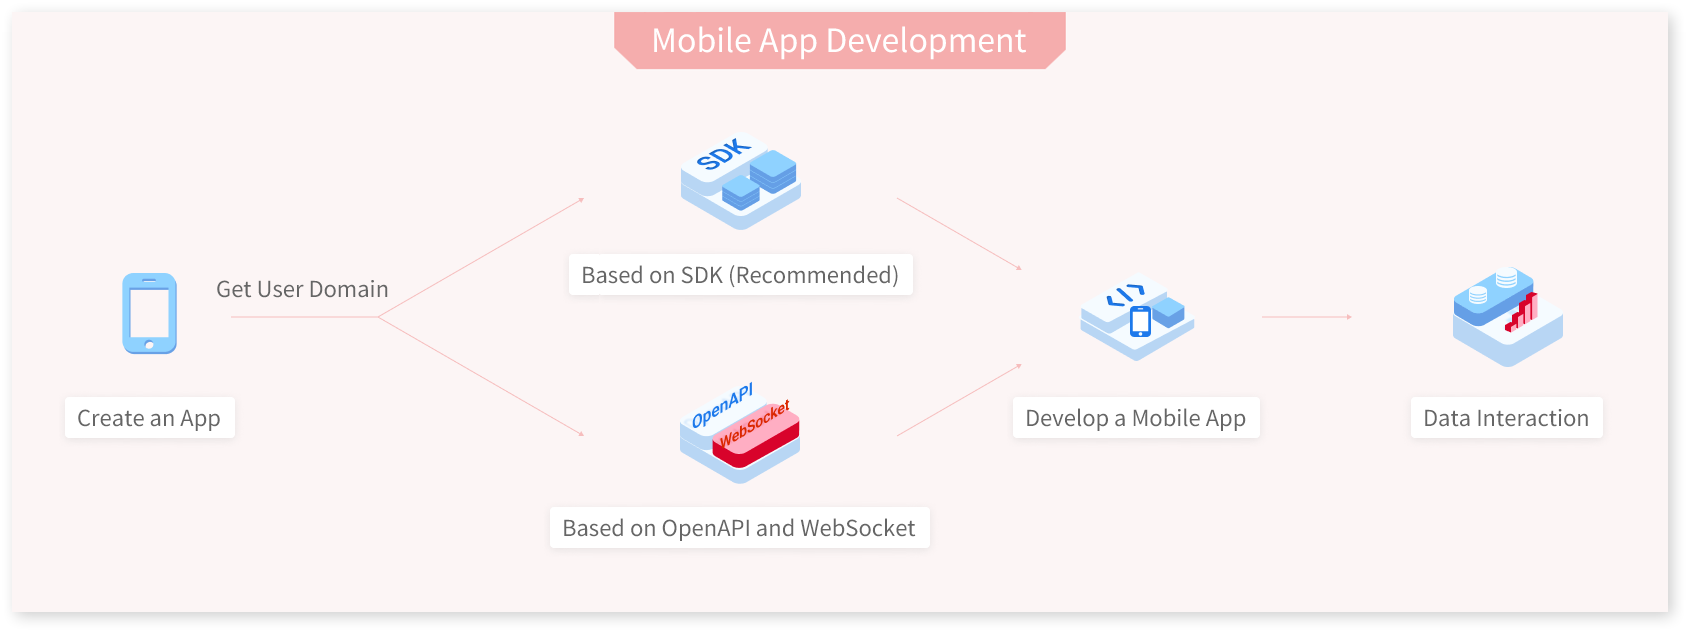 Mobile App Development
SDK
Based on SDK (Recommended)
Get User Domain
Create an App
OpenAPI
WebSocket
Based on OpenAPI and WebSocket
</>
Develop a Mobile App
Data Interaction